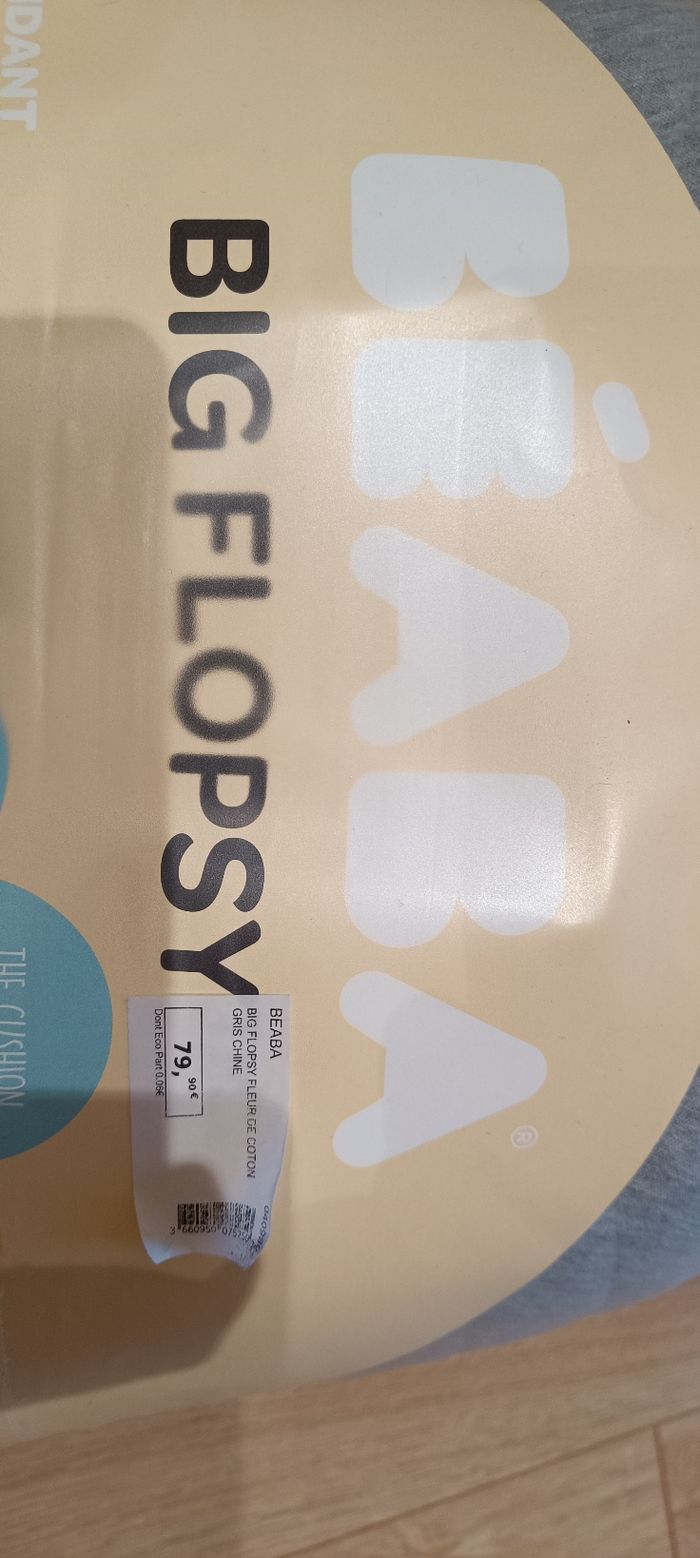 BÉABA®
BIG FLOPSY
BEABA
BIG FLOPSY FLEUR DE COTON
GRIS CHINE
79,90€
Dont Eco Part 0.06€
THE CUSHION